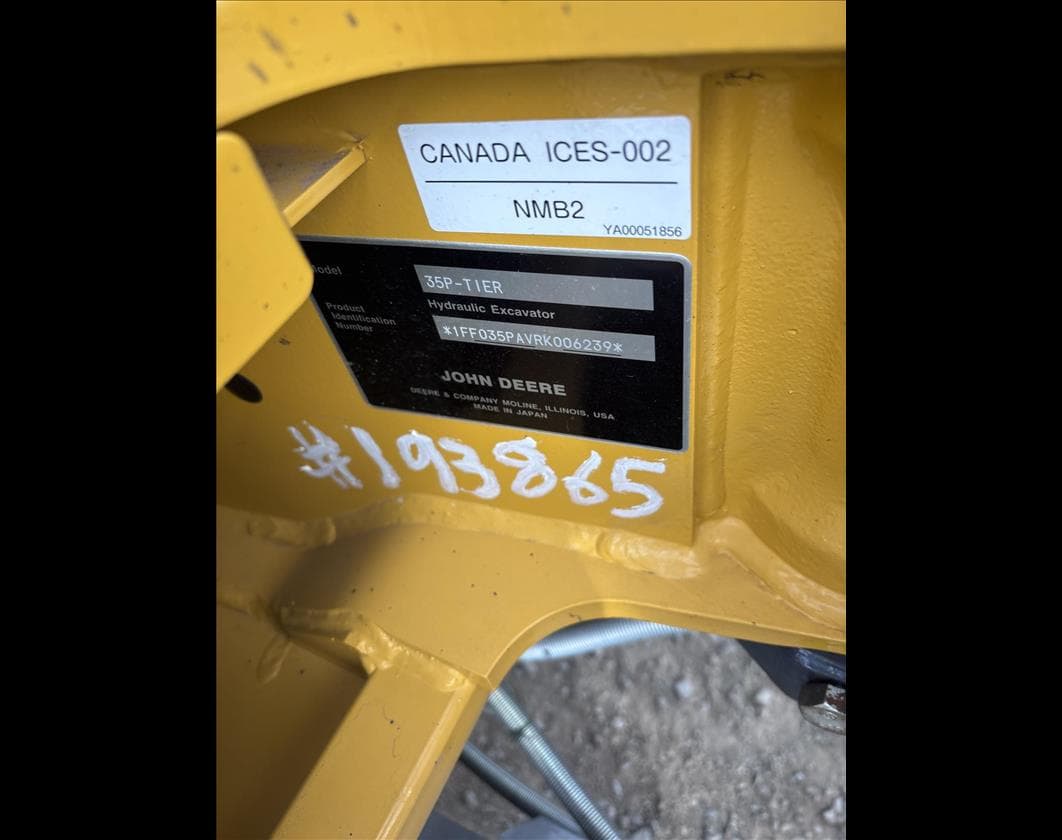 CANADA ICES-002
NMB2
YA00051856
Model
35P-TIER
Hydraulic Excavator
Product
Identification
Number
*1FF035PAVRK006239*
JOHN DEERE
DEERE & COMPANY MOLINE, ILLINOIS, USA
MADE IN JAPAN
#193865